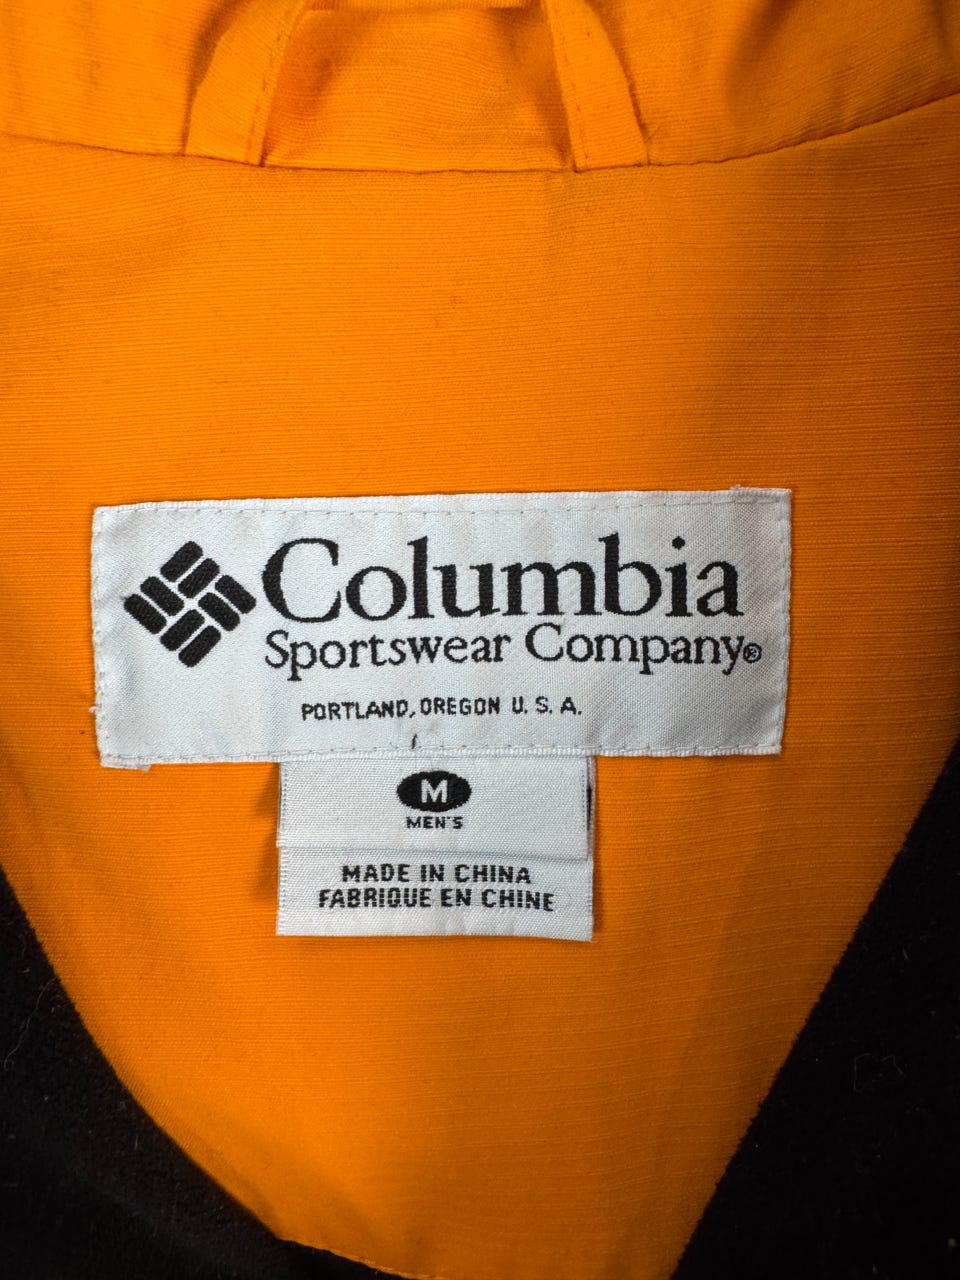 Columbia
Sportswear Company®
PORTLAND, OREGON U. S. A.
M
MEN'S
MADE IN CHINA
FABRIQUE EN CHINE